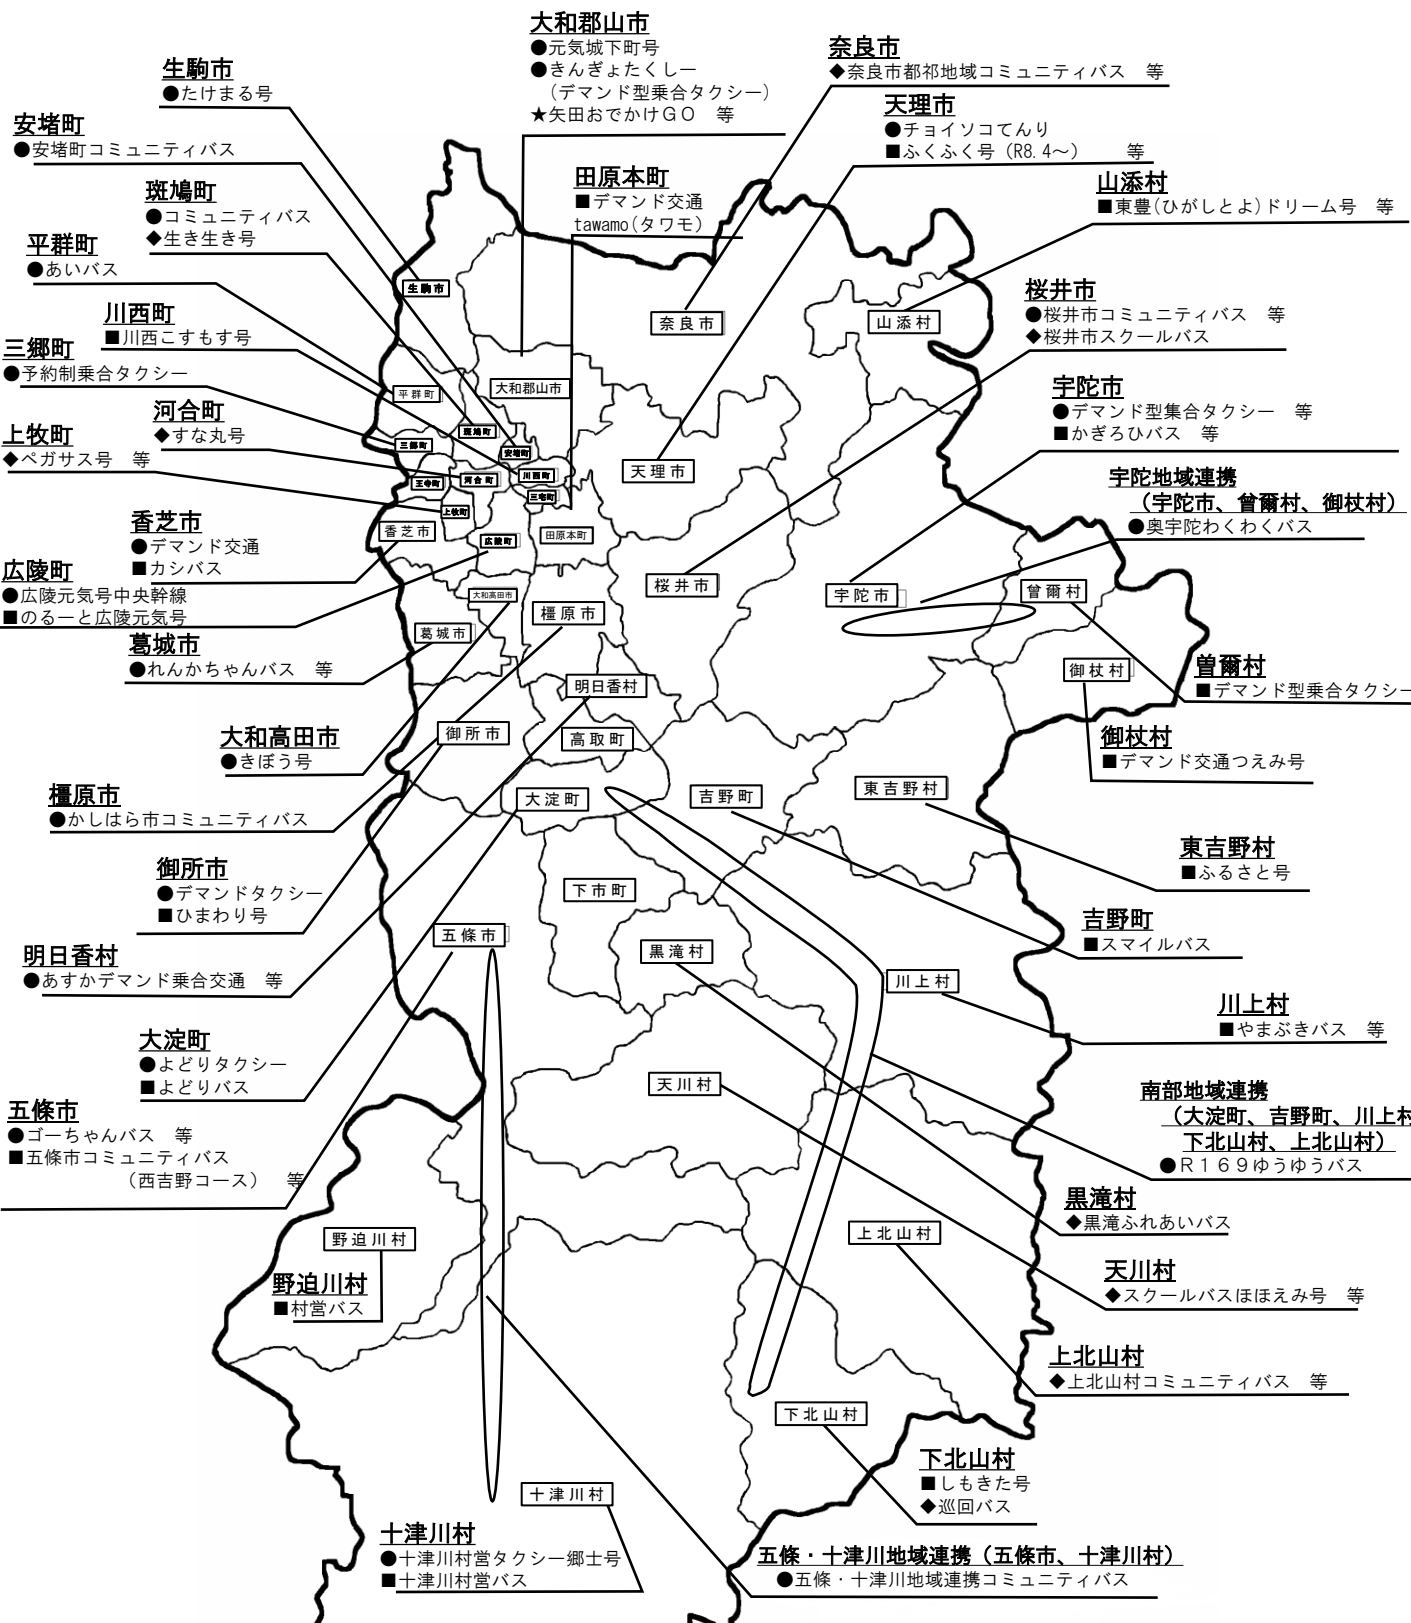 大和郡山市
●元気城下町号
●きんぎょたくしー
（デマンド型乗合タクシー）
★矢田おでかけＧＯ　等
奈良市
◆奈良市都祁地域コミュニティバス　等
生駒市
●たけまる号
天理市
●チョイソコてんり
■ふくふく号（R8.4～）　　等
安堵町
●安堵町コミュニティバス
田原本町
■デマンド交通
tawamo(タワモ)
山添村
■東豊(ひがしとよ)ドリーム号　等
斑鳩町
●コミュニティバス
◆生き生き号
平群町
●あいバス
桜井市
●桜井市コミュニティバス　等
◆桜井市スクールバス
川西町
■川西こすもす号
三郷町
●予約制乗合タクシー
宇陀市
●デマンド型集合タクシー　等
■かぎろひバス　等
河合町
◆すな丸号
上牧町
◆ペガサス号　等
宇陀地域連携
（宇陀市、曾爾村、御杖村）
●奥宇陀わくわくバス
香芝市
●デマンド交通
■カシバス
広陵町
●広陵元気号中央幹線
■のるーと広陵元気号
葛城市
●れんかちゃんバス　等
曽爾村
■デマンド型乗合タクシー
大和高田市
●きぼう号
御杖村
■デマンド交通つえみ号
橿原市
●かしはら市コミュニティバス
東吉野村
■ふるさと号
御所市
●デマンドタクシー
■ひまわり号
吉野町
■スマイルバス
明日香村
●あすかデマンド乗合交通　等
川上村
■やまぶきバス　等
大淀町
●よどりタクシー
■よどりバス
南部地域連携
（大淀町、吉野町、川上村
下北山村、上北山村）
●Ｒ１６９ゆうゆうバス
五條市
●ゴーちゃんバス　等
■五條市コミュニティバス
（西吉野コース）　等
黒滝村
◆黒滝ふれあいバス
野迫川村
■村営バス
天川村
◆スクールバスほほえみ号　等
上北山村
◆上北山村コミュニティバス　等
下北山村
■しもきた号
◆巡回バス
十津川村
●十津川村営タクシー郷士号
■十津川村営バス
五條・十津川地域連携（五條市、十津川村）
●五條・十津川地域連携コミュニティバス
生駒市
奈良市
山添村
大和郡山市
平群町
斑鳩町
三郷町
安堵町
天理市
川西町
河合町
王寺町
三宅町
上牧町
香芝市
広陵町
田原本町
桜井市
宇陀市
曾爾村
大和高田市
橿原市
葛城市
御杖村
明日香村
御所市
高取町
大淀町
吉野町
東吉野村
下市町
五條市
黒滝村
川上村
天川村
上北山村
野迫川村
下北山村
十津川村